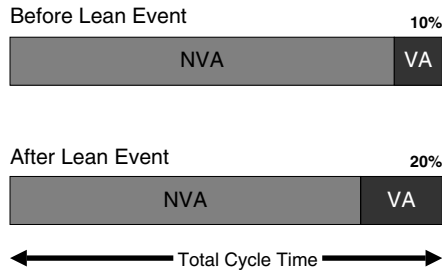 Before Lean Event
10%
NVA
VA
After Lean Event
20%
NVA
VA
Total Cycle Time